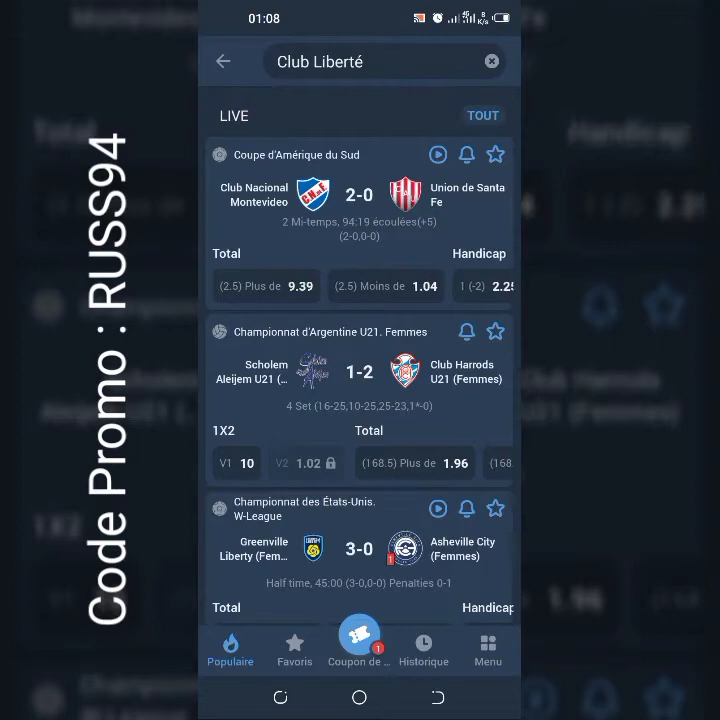 01:08
8
K/s
Club Liberté
LIVE
TOUT
Coupe d'Amérique du Sud
Club Nacional
Montevideo
2-0
Union de Santa
Fe
2 Mi-temps, 94:19 écoulées(+5)
(2-0,0-0)
Total
Handicap
(2.5) Plus de 9.39
(2.5) Moins de 1.04
1 (-2) 2.25
Championnat d'Argentine U21. Femmes
Scholem
Aleijem U21 (...
1-2
Club Harrods
U21 (Femmes)
4 Set (16-25,10-25,25-23,1*-0)
1X2
Total
V1 10
V2 1.02
(168.5) Plus de 1.96
(168.
Championnat des États-Unis.
W-League
Greenville
Liberty (Fem...
3-0
1
Asheville City
(Femmes)
Half time, 45:00 (3-0,0-0) Penalties 0-1
Total
Handicap
1
Populaire
Favoris
Coupon de ...
Historique
Menu
Code Promo : RUSS94